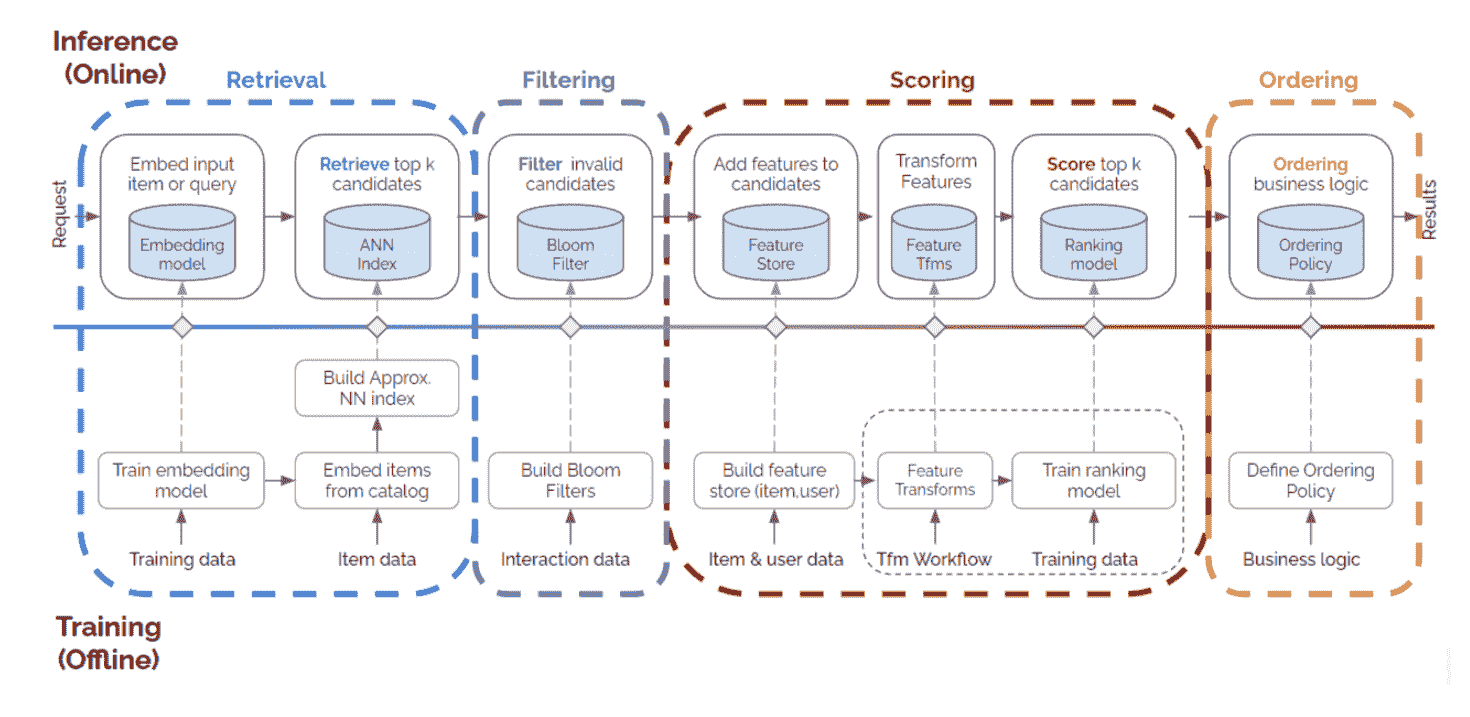 Inference
(Online)
Retrieval
Filtering
Scoring
Ordering
Request
Embed input
item or query
Embedding
model
Retrieve top k
candidates
ANN
Index
Filter invalid
candidates
Bloom
Filter
Add features to
candidates
Feature
Store
Transform
Features
Feature
Tfms
Score top k
candidates
Ranking
model
Ordering
business logic
Ordering
Policy
Results
Build Approx.
NN index
Train embedding
model
Embed items
from catalog
Build Bloom
Filters
Build feature
store (item,user)
Feature
Transforms
Train ranking
model
Define Ordering
Policy
Training data
Item data
Interaction data
Item & user data
Tfm Workflow
Training data
Business logic
Training
(Offline)